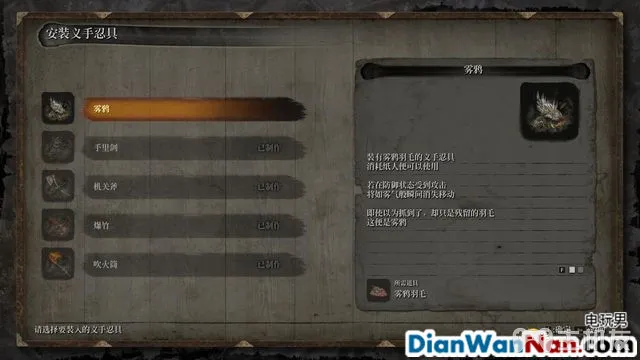 安装义手忍具
雾鸦
手里剑 已制作
机关斧 已制作
爆竹 已制作
吹火筒 已制作
雾鸦
装有雾鸦羽毛的义手忍具
消耗纸人便可以使用
若在防御状态受到攻击
将如雾气般瞬间消失移动
即使以为抓到了，却只是残留的羽毛
这便是雾鸦
F
所需道具
雾鸦羽毛
请选择要装入的义手忍具
电玩男
DianWanNan.com